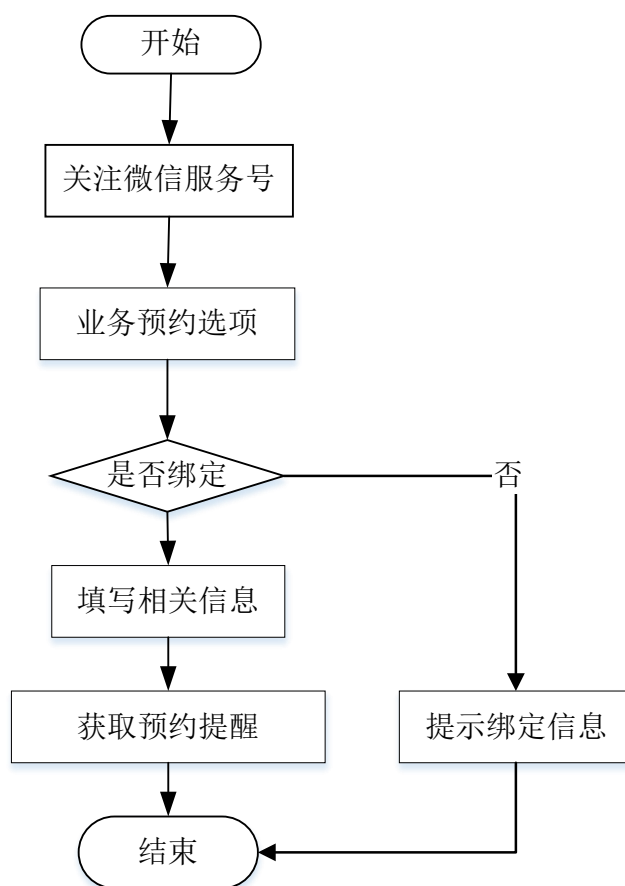 开始
关注微信服务号
业务预约选项
是否绑定
否
填写相关信息
获取预约提醒
提示绑定信息
结束